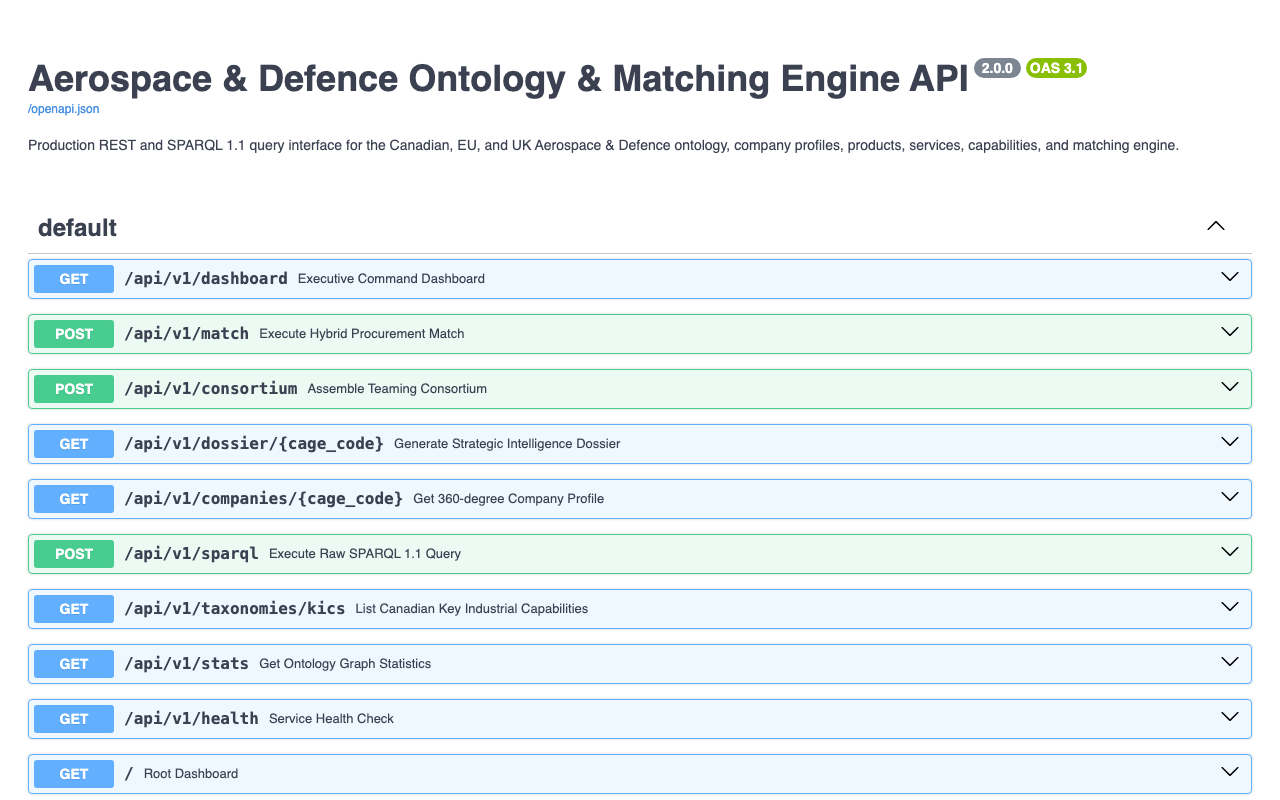 Aerospace & Defence Ontology & Matching Engine API 2.0.0 OAS 3.1
/openapi.json
Production REST and SPARQL 1.1 query interface for the Canadian, EU, and UK Aerospace & Defence ontology, company profiles, products, services, capabilities, and matching engine.
default
GET /api/v1/dashboard Executive Command Dashboard
POST /api/v1/match Execute Hybrid Procurement Match
POST /api/v1/consortium Assemble Teaming Consortium
GET /api/v1/dossier/{cage_code} Generate Strategic Intelligence Dossier
GET /api/v1/companies/{cage_code} Get 360-degree Company Profile
POST /api/v1/sparql Execute Raw SPARQL 1.1 Query
GET /api/v1/taxonomies/kics List Canadian Key Industrial Capabilities
GET /api/v1/stats Get Ontology Graph Statistics
GET /api/v1/health Service Health Check
GET / Root Dashboard